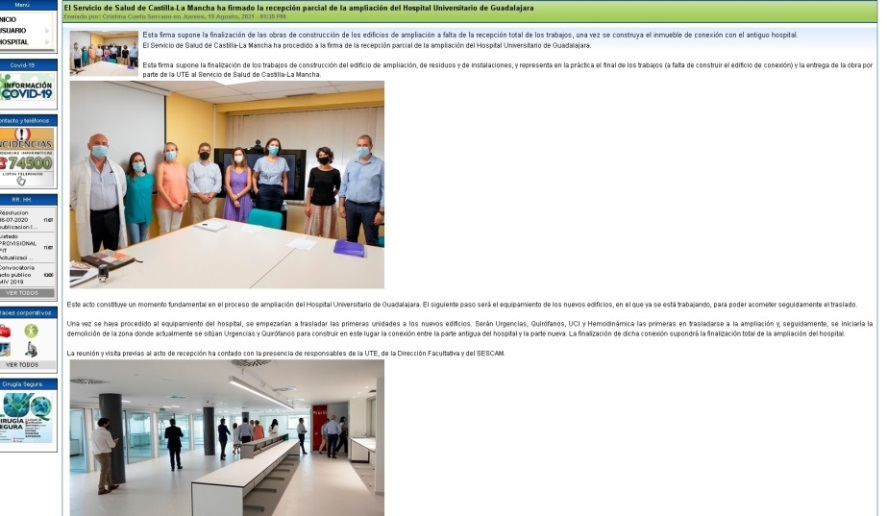 Menú
NICO
USUARIO
HOSPITAL
Covid-19
INFORMACIÓN
COVID-19
ontacto y teléfonos
NCIDENCIAS
74500
RR. HH.
Resolucion
06-07-2020
ublicacion I...
Listado
PROVISIONAL
Actualizaci...
Convocatoria
acto publico
2019
VER TODOS
laces corporativos
VER TODOS
Cirugía Segura
CIRUGÍA
SEGURA
El Servicio de Salud de Castilla-La Mancha ha firmado la recepción parcial de la ampliación del Hospital Universitario de Guadalajara
Enviado por: Cristina Cuerto Serrano en Jueves, 19 Agosto, 2021 - 01:38 PM
Esta firma supone la finalización de las obras de construcción de los edificios de ampliación a falta de la recepción total de los trabajos, una vez se construya el inmueble de conexión con el antiguo hospital.
El Servicio de Salud de Castilla-La Mancha ha procedido a la firma de la recepción parcial de la ampliación del Hospital Universitario de Guadalajara.
Esta firma supone la finalización de los trabajos de construcción del edificio de ampliación, de residuos y de instalaciones, y representa en la práctica el final de los trabajos (a falta de construir el edificio de conexión) y la entrega de la obra por
parte de la UTE al Servicio de Salud de Castilla-La Mancha.
Este acto constituye un momento fundamental en el proceso de ampliación del Hospital Universitario de Guadalajara. El siguiente paso será el equipamiento de los nuevos edificios, en el que ya se está trabajando, para poder acometer seguidamente el traslado.
Una vez se haya procedido al equipamiento del hospital, se empezarían a trasladar las primeras unidades a los nuevos edificios. Serán Urgencias, Quirófanos, UCI y Hemodinámica las primeras en trasladarse a la ampliación y, seguidamente, se iniciaría la
demolición de la zona donde actualmente se sitúan Urgencias y Quirófanos para construir en este lugar la conexión entre la parte antigua del hospital y la parte nueva. La finalización de dicha conexión supondrá la finalización total de la ampliación del hospital.
La reunión y visita previas al acto de recepción ha contado con la presencia de responsables de la UTE, de la Dirección Facultativa y del SESCAM.